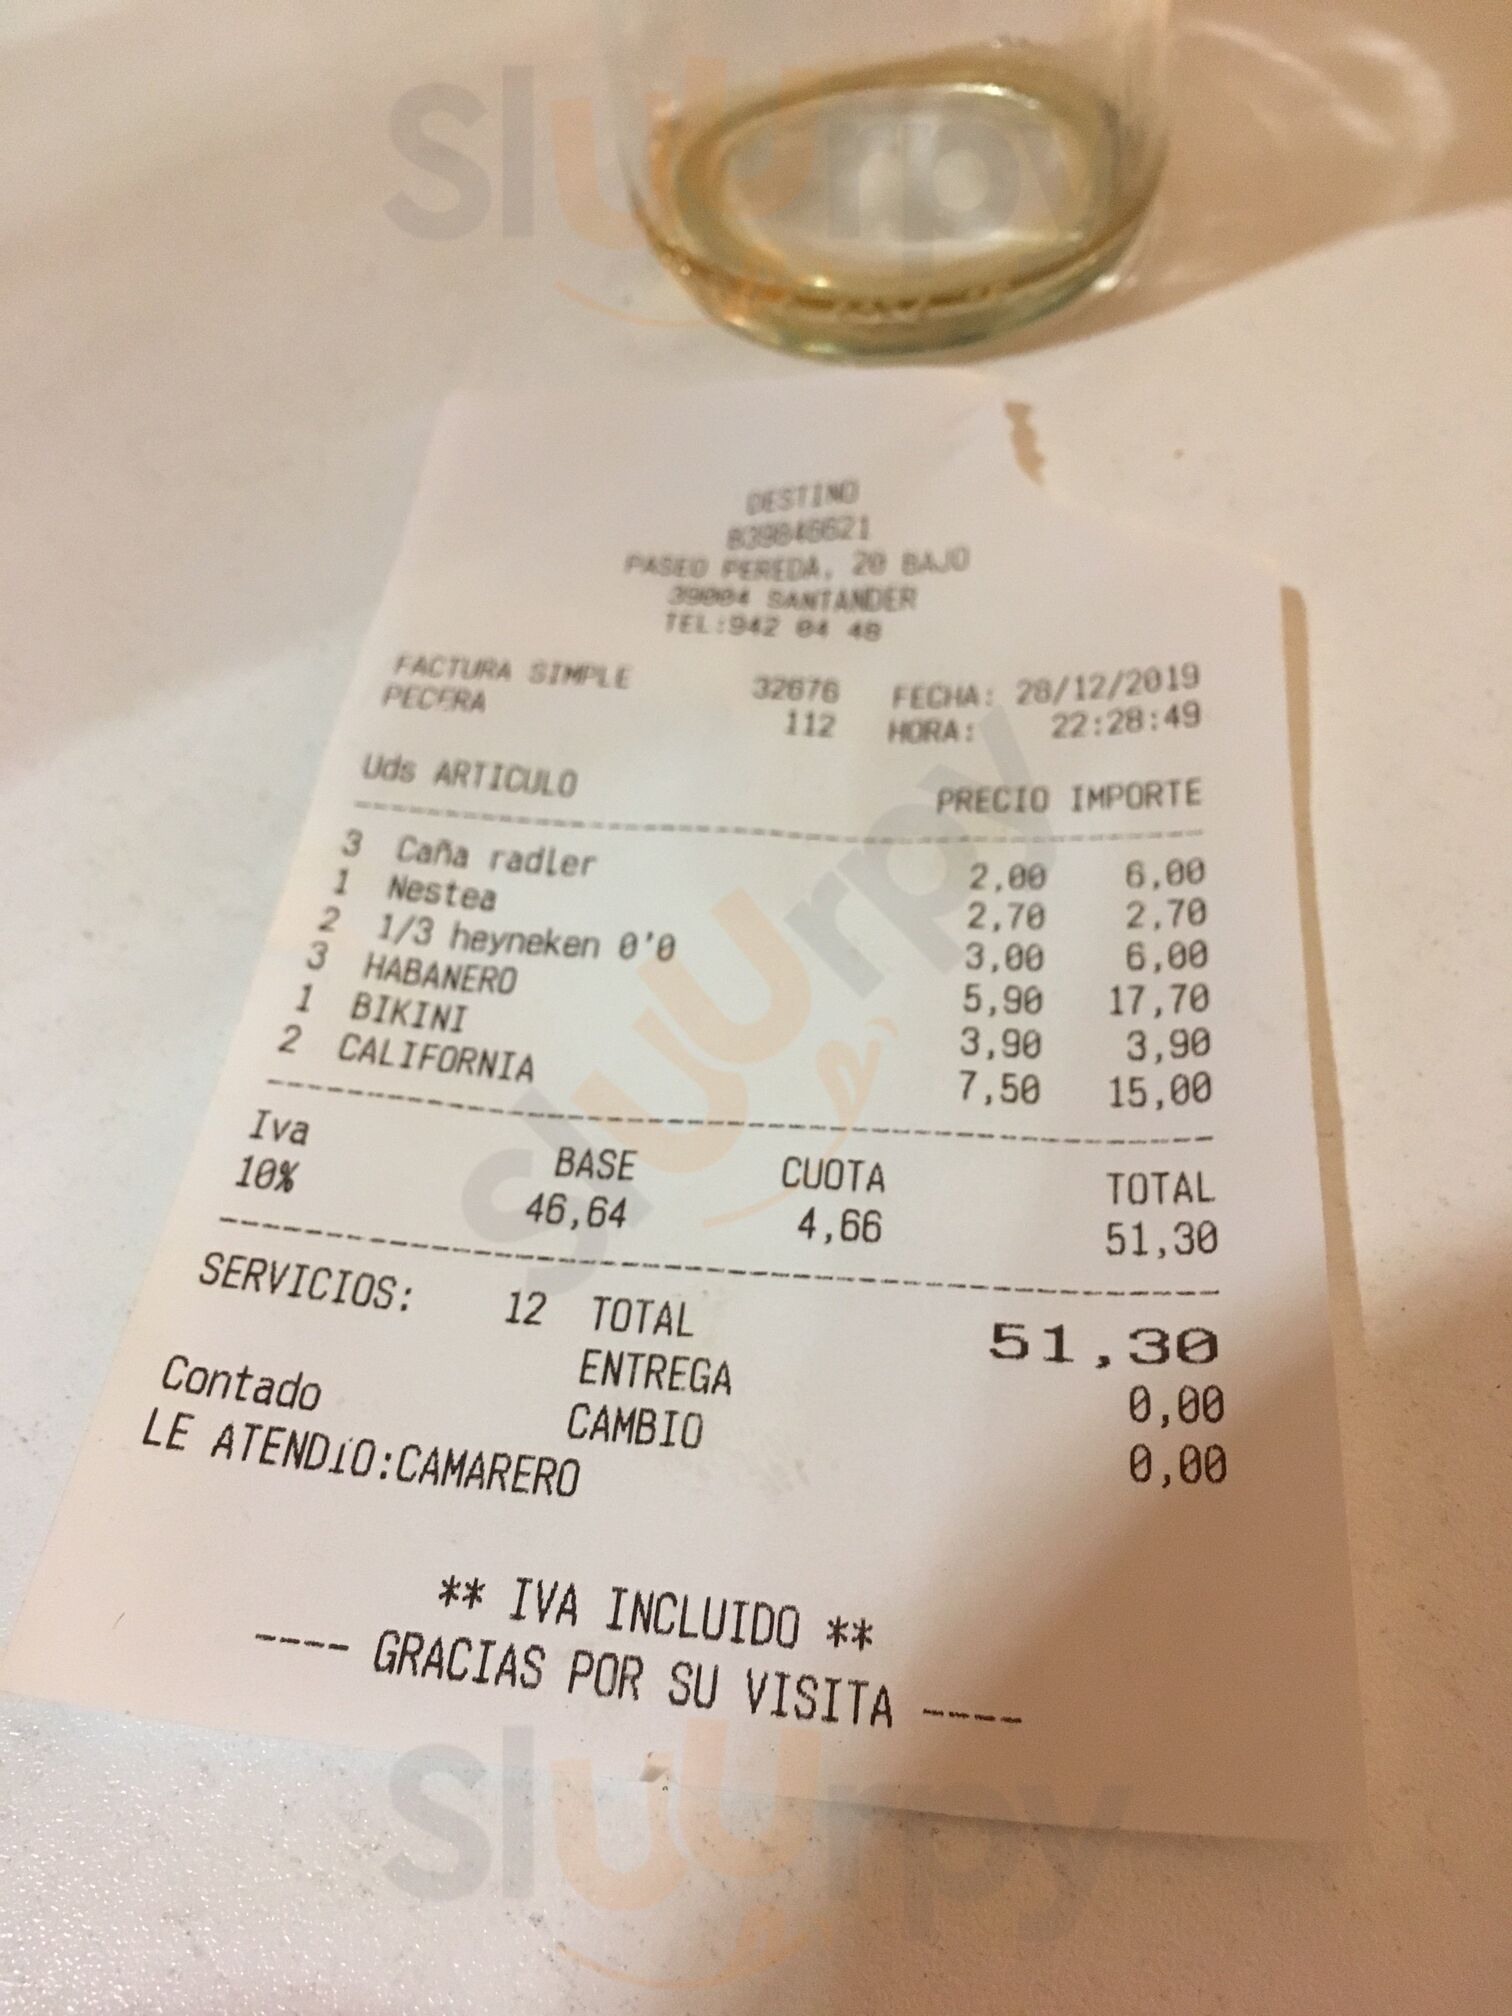 Sluurpy
DESTINO
B39846621
PASEO PEREDA, 20 BAJO
39004 SANTANDER
TEL:942 04 48
FACTURA SIMPLE 32676 FECHA: 28/12/2019
PECERA 112 HORA: 22:28:49
Uds ARTICULO PRECIO IMPORTE
3 Caña radler 2,00 6,00
1 Nestea 2,70 2,70
2 1/3 heyneken 0'0 3,00 6,00
3 HABANERO 5,90 17,70
1 BIKINI 3,90 3,90
2 CALIFORNIA 7,50 15,00
Iva BASE CUOTA TOTAL
10% 46,64 4,66 51,30
SERVICIOS: 12 TOTAL 51,30
ENTREGA 0,00
Contado CAMBIO 0,00
LE ATENDIO:CAMARERO
** IVA INCLUIDO **
---- GRACIAS POR SU VISITA ----
Sluurpy
Sluurpy